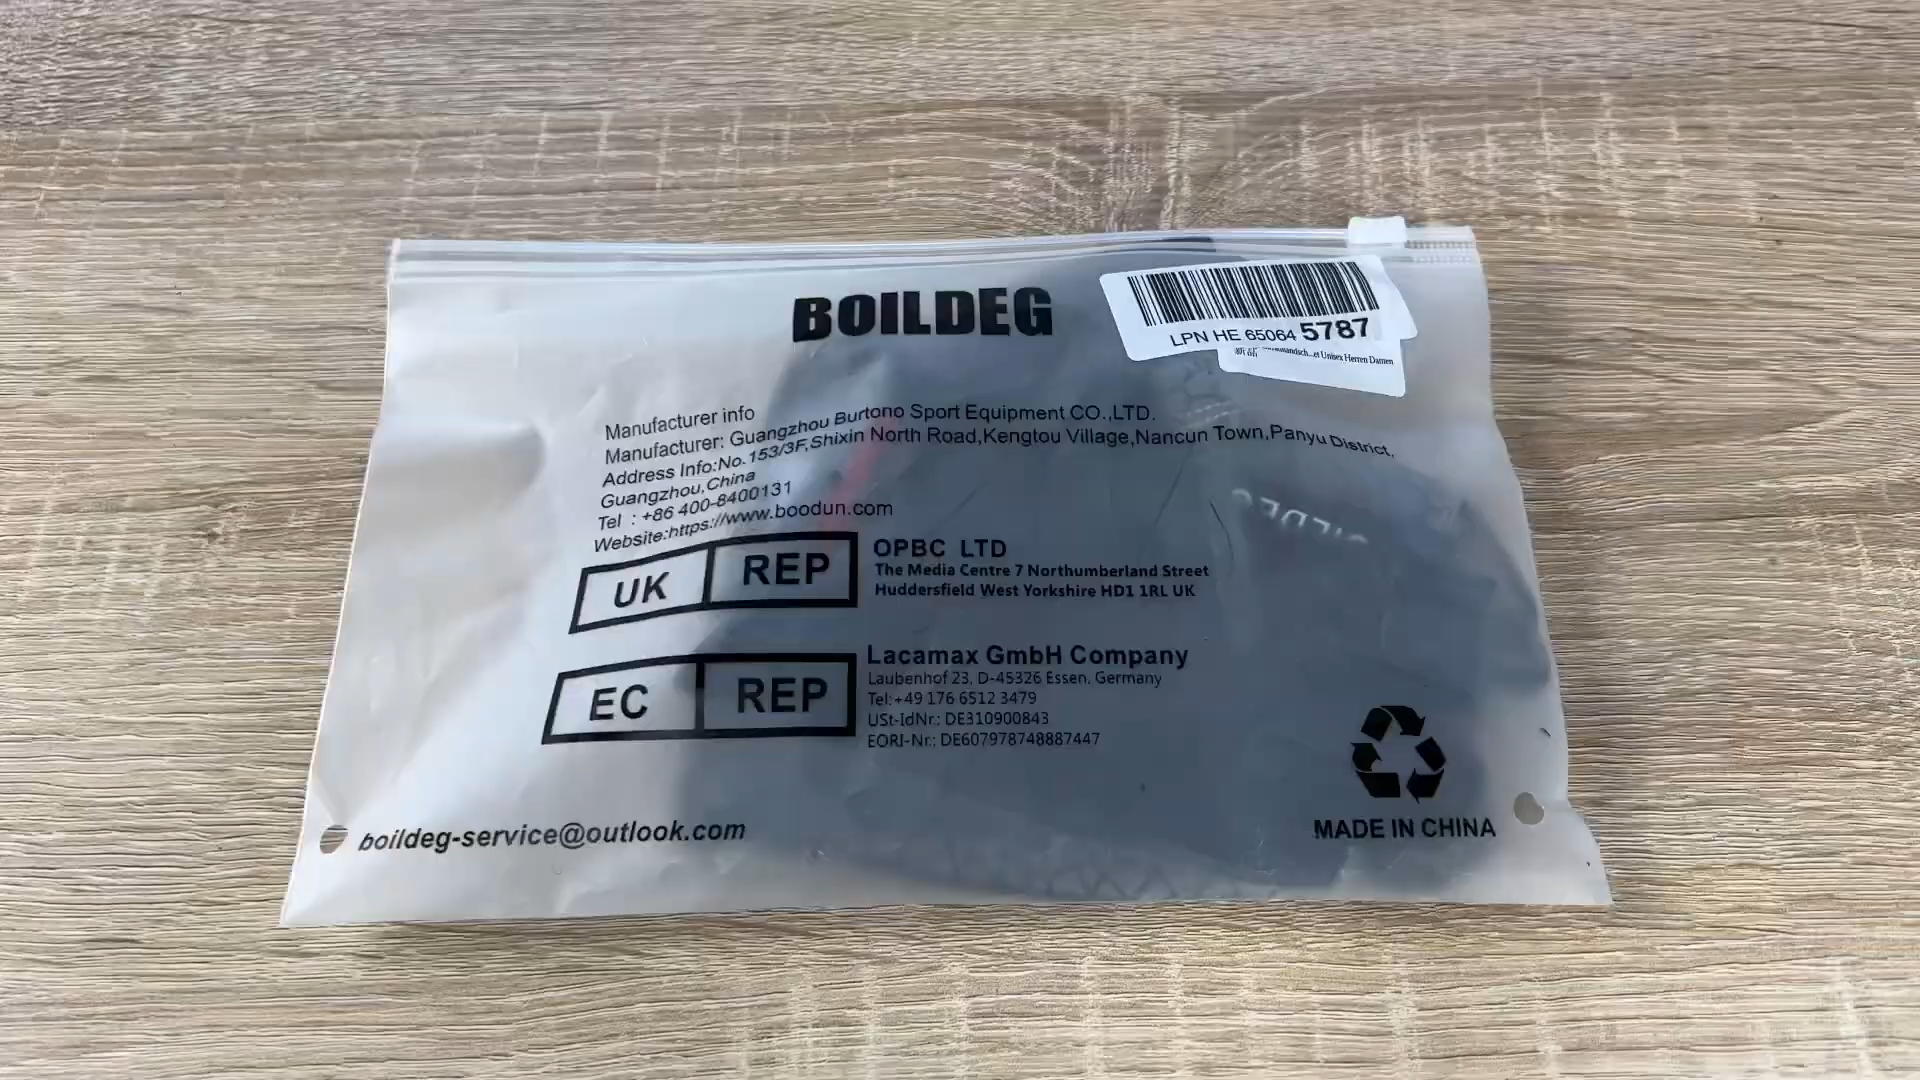 BOILDEG
LPN HE 65064 5787
新品 et Unisex Herren Damen
Manufacturer info
Manufacturer: Guangzhou Burtono Sport Equipment CO.,LTD.
Address Info:No.153/3F,Shixin North Road,Kengtou Village,Nancun Town,Panyu District,
Guangzhou,China
Tel : +86 400-8400131
Website:https://www.boodun.com
UK REP
OPBC LTD
The Media Centre 7 Northumberland Street
Huddersfield West Yorkshire HD1 1RL UK
EC REP
Lacamax GmbH Company
Laubenhof 23, D-45326 Essen, Germany
Tel:+49 176 6512 3479
USt-IdNr.: DE310900843
EORI-Nr.: DE607978748887447
boildeg-service@outlook.com
MADE IN CHINA